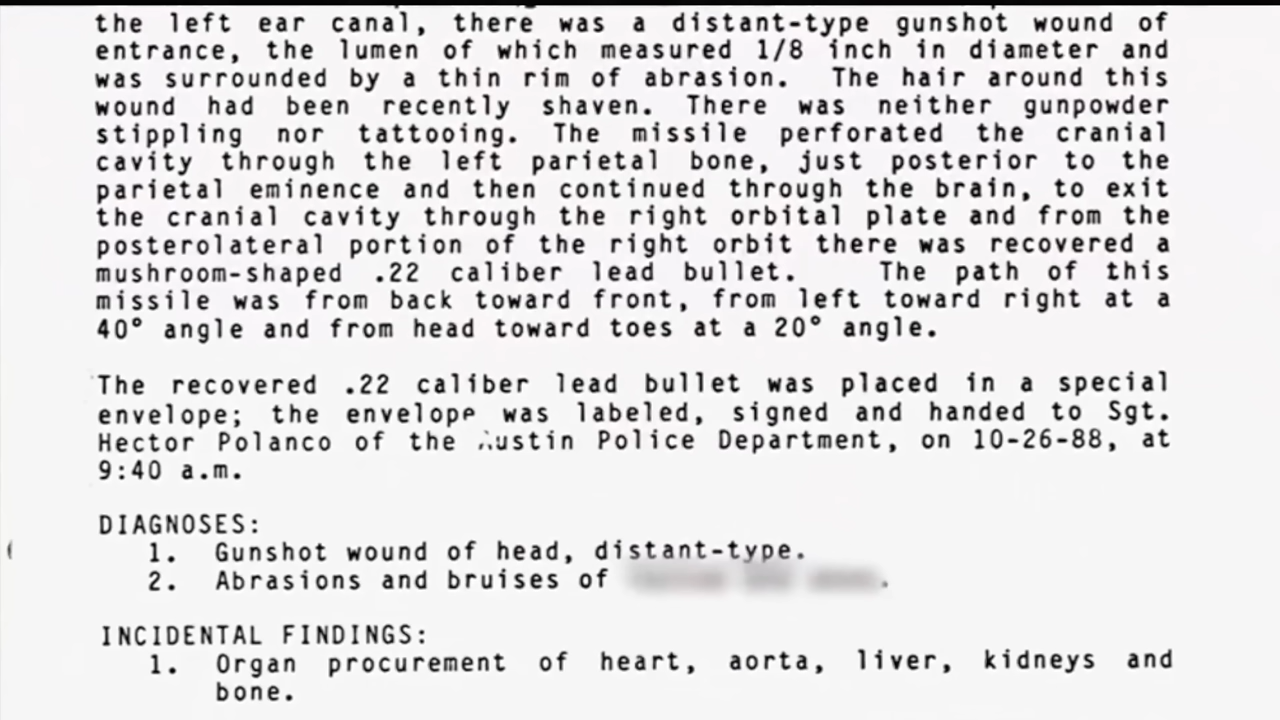 the left ear canal, there was a distant-type gunshot wound of
entrance, the lumen of which measured 1/8 inch in diameter and
was surrounded by a thin rim of abrasion. The hair around this
wound had been recently shaven. There was neither gunpowder
stippling nor tattooing. The missile perforated the cranial
cavity through the left parietal bone, just posterior to the
parietal eminence and then continued through the brain, to exit
the cranial cavity through the right orbital plate and from the
posterolateral portion of the right orbit there was recovered a
mushroom-shaped .22 caliber lead bullet. The path of this
missile was from back toward front, from left toward right at a
40° angle and from head toward toes at a 20° angle.
The recovered .22 caliber lead bullet was placed in a special
envelope; the envelope was labeled, signed and handed to Sgt.
Hector Polanco of the Austin Police Department, on 10-26-88, at
9:40 a.m.
DIAGNOSES:
1. Gunshot wound of head, distant-type.
2. Abrasions and bruises of
INCIDENTAL FINDINGS:
1. Organ procurement of heart, aorta, liver, kidneys and
bone.